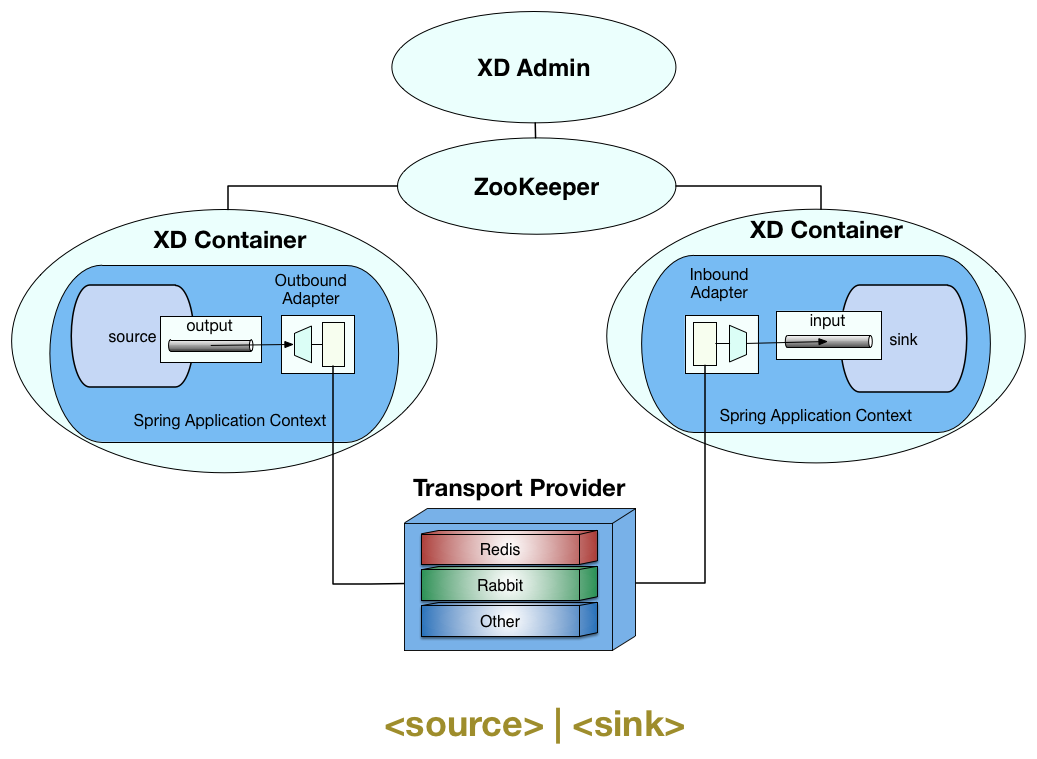 XD Admin
ZooKeeper
XD Container
Outbound
Adapter
source
output
Spring Application Context
XD Container
Inbound
Adapter
input
sink
Spring Application Context
Transport Provider
Redis
Rabbit
Other
<source> | <sink>